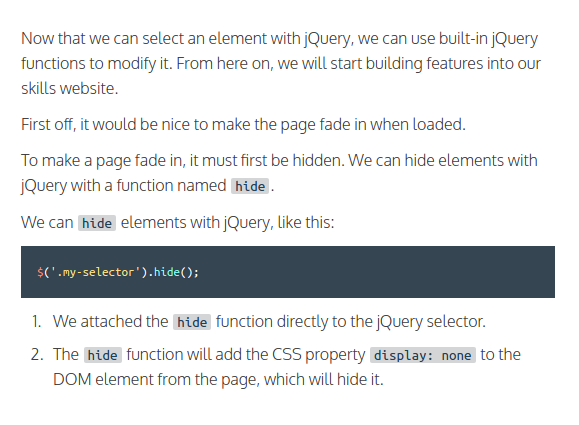 Now that we can select an element with jQuery, we can use built-in jQuery
functions to modify it. From here on, we will start building features into our
skills website.
First off, it would be nice to make the page fade in when loaded.
To make a page fade in, it must first be hidden. We can hide elements with
jQuery with a function named hide.
We can hide elements with jQuery, like this:
$('.my-selector').hide();
1. We attached the hide function directly to the jQuery selector.
2. The hide function will add the CSS property display: none to the
DOM element from the page, which will hide it.